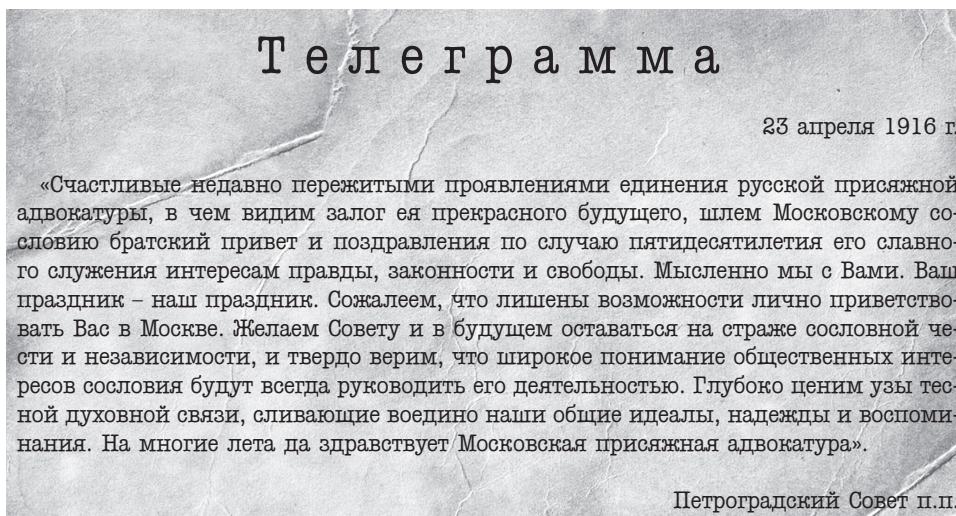 Телеграмма
23 апреля 1916 г.
«Счастливые недавно пережитыми проявлениями единения русской присяжной
адвокатуры, в чем видим залог ея прекрасного будущего, шлем Московскому со-
словию братский привет и поздравления по случаю пятидесятилетия его славно-
го служения интересам правды, законности и свободы. Мысленно мы с Вами. Ваш
праздник – наш праздник. Сожалеем, что лишены возможности лично приветство-
вать Вас в Москве. Желаем Совету и в будущем оставаться на страже сословной че-
сти и независимости, и твердо верим, что широкое понимание общественных инте-
ресов сословия будут всегда руководить его деятельностью. Глубоко ценим узы тес-
ной духовной связи, сливающие воедино наши общие идеалы, надежды и воспоми-
нания. На многие лета да здравствует Московская присяжная адвокатура».
Петроградский Совет п.п.